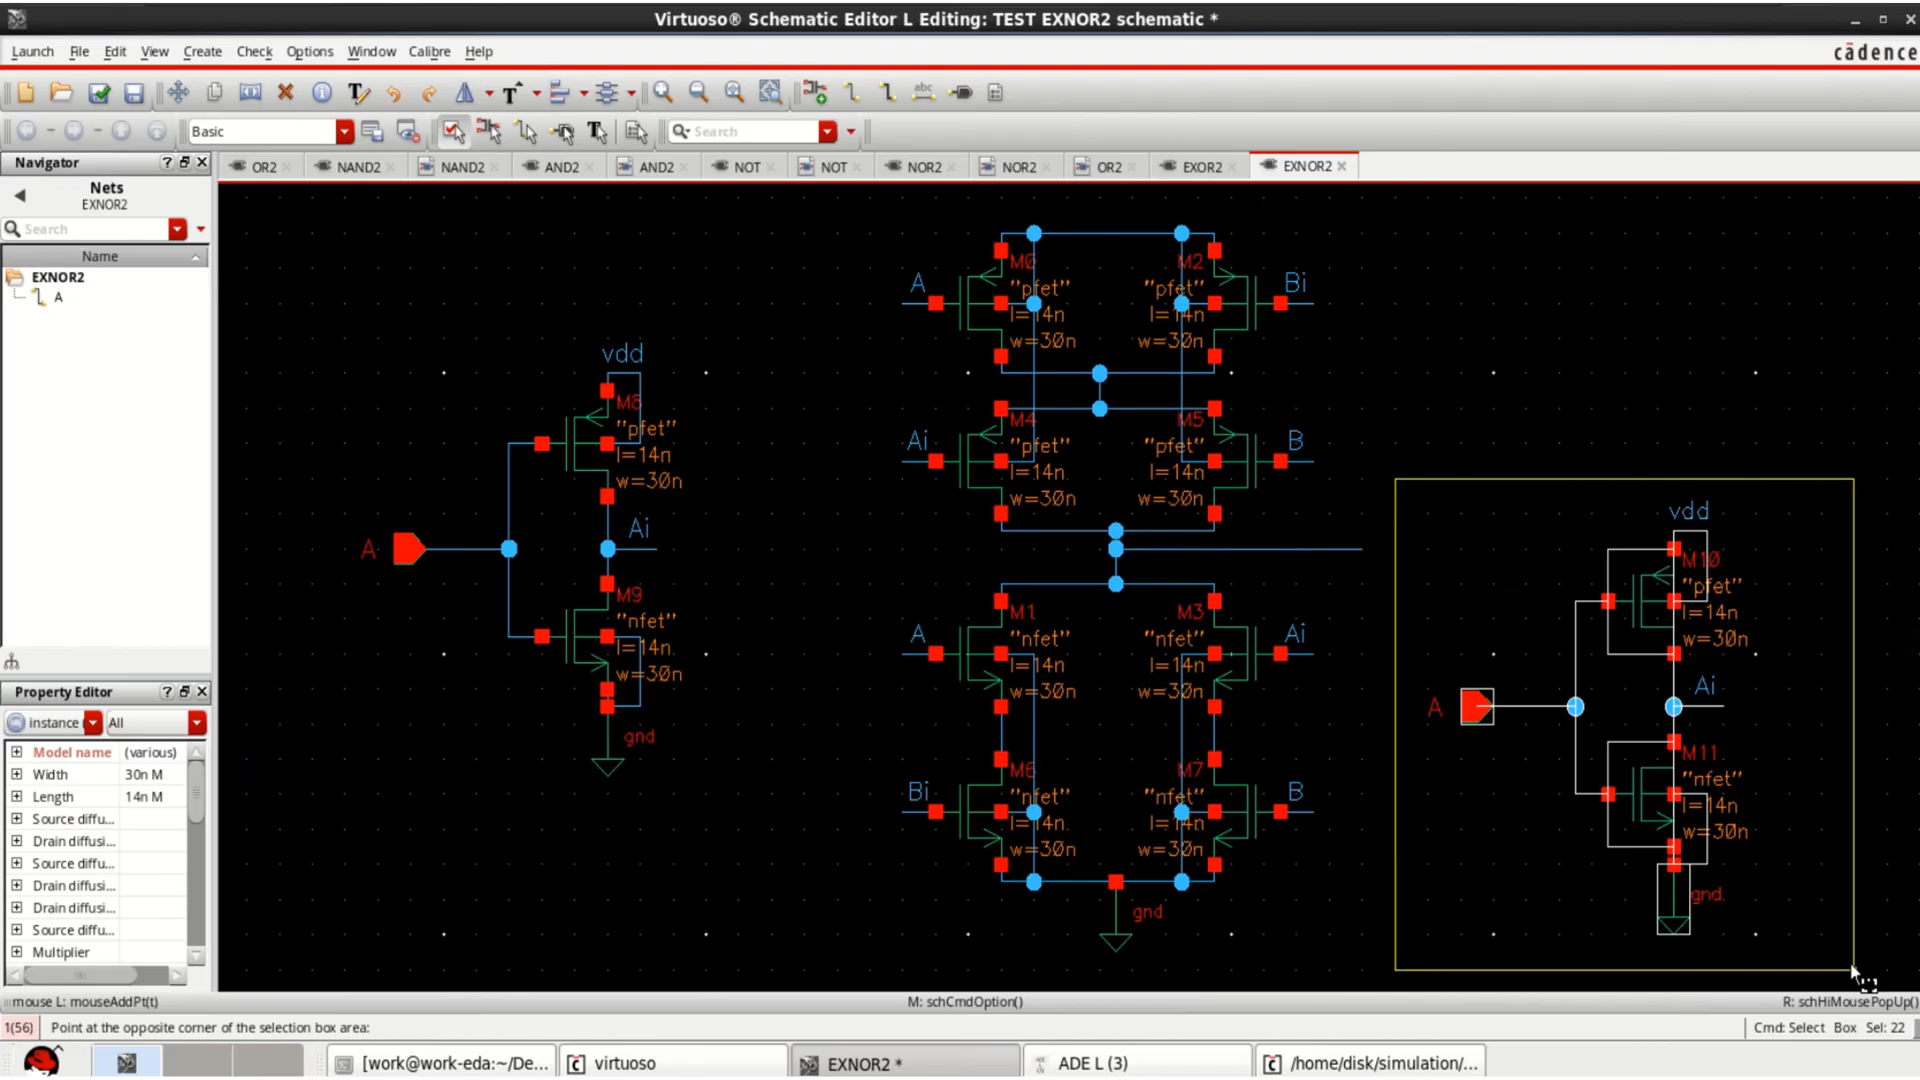 Virtuoso® Schematic Editor L Editing: TEST EXNOR2 schematic *
Launch File Edit View Create Check Options Window Calibre Help
cādence
abc
Basic
Search
Navigator
OR2 NAND2 NAND2 AND2 AND2 NOT NOT NOR2 NOR2 OR2 EXOR2 EXNOR2
Nets
EXNOR2
Search
Name
EXNOR2
A
Property Editor
instance All
Model name (various)
Width 30n M
Length 14n M
Source diffu...
Drain diffusi...
Source diffu...
Drain diffusi...
Drain diffusi...
Source diffu...
Multiplier
vdd
M8
"pfet"
l=14n
w=30n
A
Ai
M9
"nfet"
l=14n
w=30n
gnd
A
M0
"pfet"
l=14n
w=30n
M2
"pfet"
l=14n
w=30n
Bi
Ai
M4
"pfet"
l=14n
w=30n
M5
"pfet"
l=14n
w=30n
B
A
M1
"nfet"
l=14n
w=30n
M3
"nfet"
l=14n
w=30n
Ai
Bi
M6
"nfet"
l=14n
w=30n
M7
"nfet"
l=14n
w=30n
B
gnd
vdd
M10
"pfet"
l=14n
w=30n
A
Ai
M11
"nfet"
l=14n
w=30n
gnd
mouse L: mouseAddPt(t) M: schCmdOption() R: schHiMousePopUp()
1(56) Point at the opposite corner of the selection box area: Cmd: Select Box Sel: 22
[work@work-eda:~/De... virtuoso EXNOR2 * ADE L (3) /home/disk/simulation/...